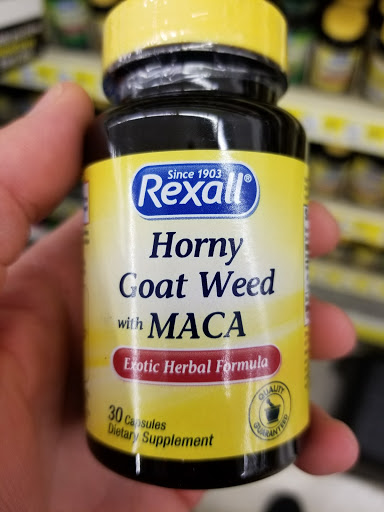 Since 1903
Rexall®
Horny
Goat Weed
with MACA
Exotic Herbal Formula
30 Capsules
Dietary Supplement
QUALITY
GUARANTEED